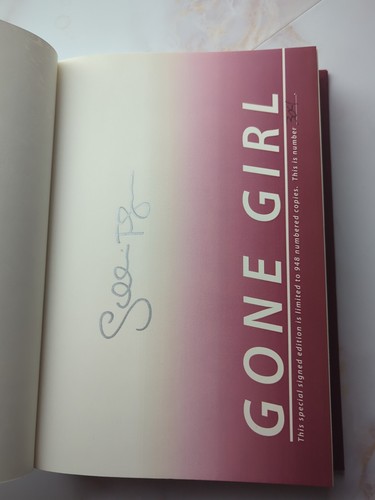 GONE GIRL
This special signed edition is limited to 948 numbered copies. This is number